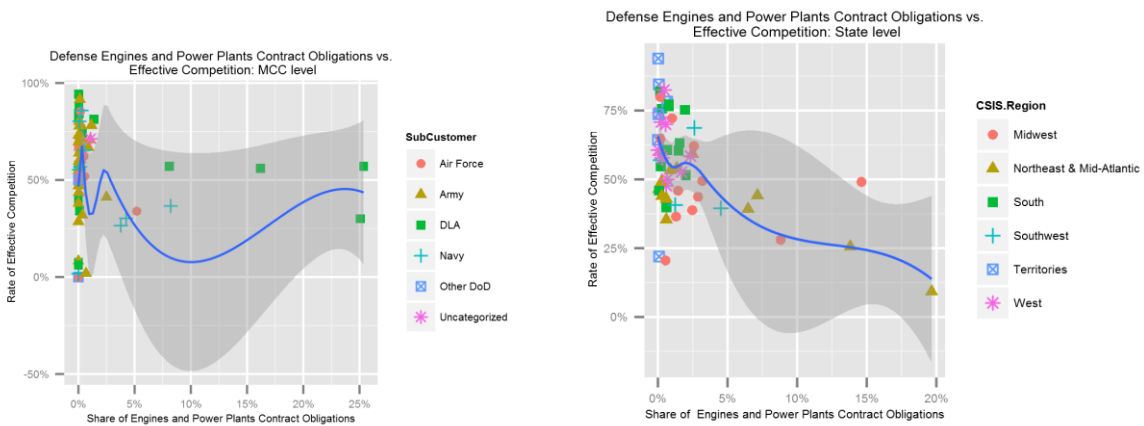 Defense Engines and Power Plants Contract Obligations vs.
Effective Competition: MCC level
100%
50%
0%
-50%
Rate of Effective Competition
0% 5% 10% 15% 20% 25%
Share of Engines and Power Plants Contract Obligations
SubCustomer
Air Force
Army
DLA
Navy
Other DoD
Uncategorized
Defense Engines and Power Plants Contract Obligations vs.
Effective Competition: State level
75%
50%
25%
0%
Rate of Effective Competition
0% 5% 10% 15% 20%
Share of Engines and Power Plants Contract Obligations
CSIS.Region
Midwest
Northeast & Mid-Atlantic
South
Southwest
Territories
West